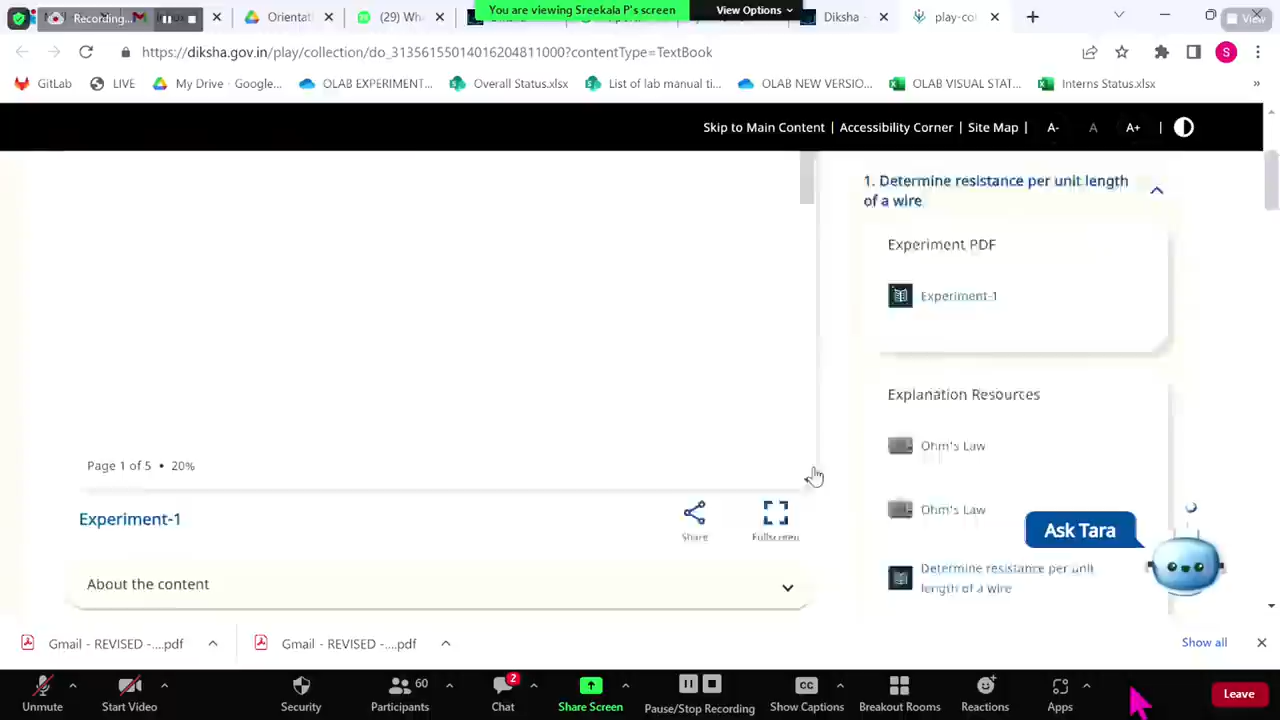 Recording...
Orientat
(29) Wh
You are viewing Sreekala P's screen
View Options
Diksha -
play-col
View
https://diksha.gov.in/play/collection/do_31356155014016204811000?contentType=TextBook
S
GitLab
LIVE
My Drive - Google...
OLAB EXPERIMENT...
Overall Status.xlsx
List of lab manual ti...
OLAB NEW VERSIO...
OLAB VISUAL STAT...
Interns Status.xlsx
»
Skip to Main Content | Accessibility Corner | Site Map | A- A A+ |
1. Determine resistance per unit length
of a wire
Experiment PDF
Experiment-1
Explanation Resources
Ohm's Law
Page 1 of 5 • 20%
Ohm's Law
Experiment-1
Share
Fullscreen
Ask Tara
Determine resistance per unit
length of a wire
About the content
Gmail - REVISED -....pdf
Gmail - REVISED -....pdf
Show all
60
2
CC
Unmute
Start Video
Security
Participants
Chat
Share Screen
Pause/Stop Recording
Show Captions
Breakout Rooms
Reactions
Apps
Leave